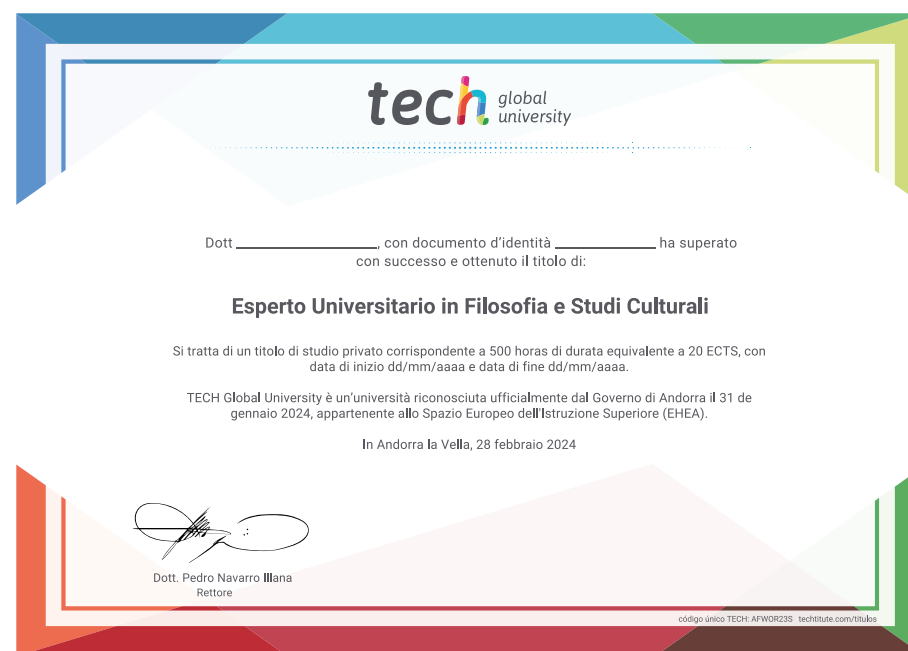 tech global
university
Dott ____________, con documento d'identità ____________ ha superato
con successo e ottenuto il titolo di:
Esperto Universitario in Filosofia e Studi Culturali
Si tratta di un titolo di studio privato corrispondente a 500 horas di durata equivalente a 20 ECTS, con
data di inizio dd/mm/aaaa e data di fine dd/mm/aaaa.
TECH Global University è un'università riconosciuta ufficialmente dal Governo di Andorra il 31 de
gennaio 2024, appartenente allo Spazio Europeo dell'Istruzione Superiore (EHEA).
In Andorra la Vella, 28 febbraio 2024
Dott. Pedro Navarro Illana
Rettore
código único TECH: AFWOR23S techtitute.com/titulos